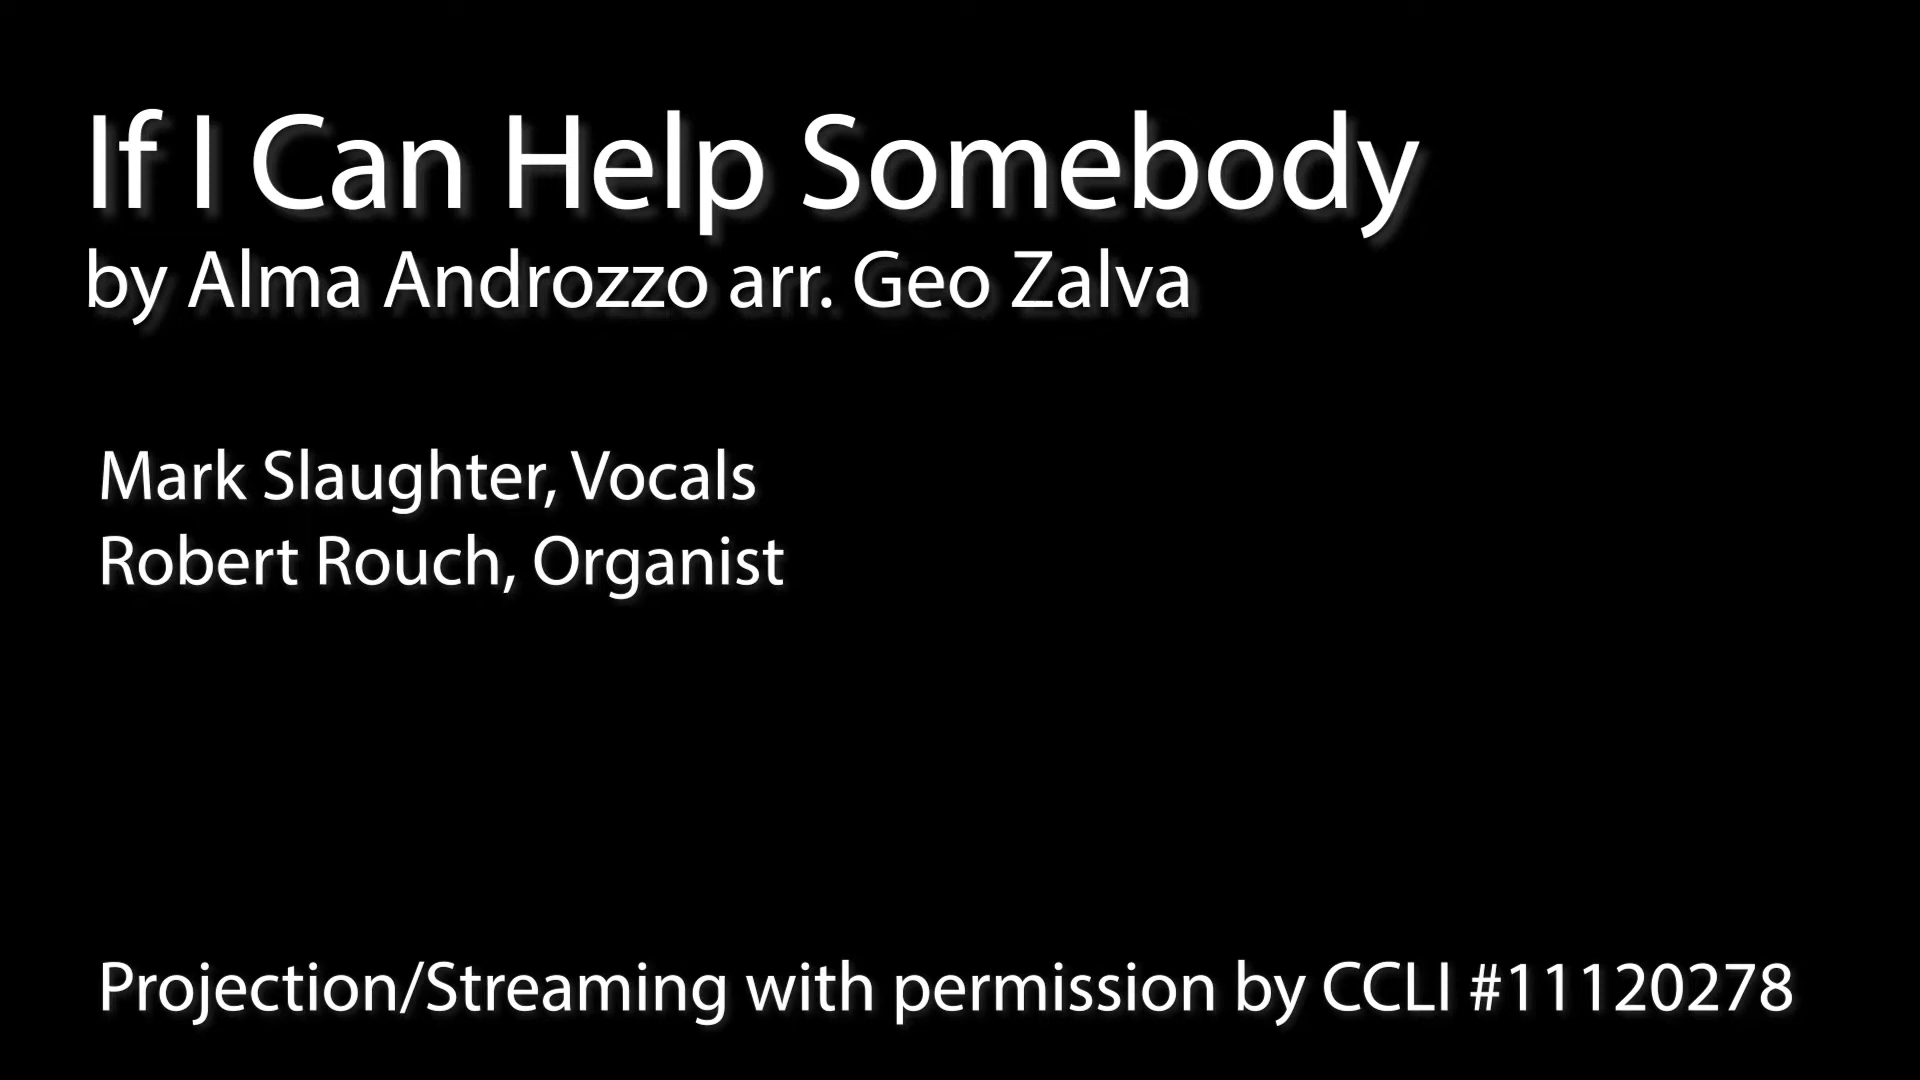 If I Can Help Somebody
by Alma Androzzo arr. Geo Zalva
Mark Slaughter, Vocals
Robert Rouch, Organist
Projection/Streaming with permission by CCLI #11120278